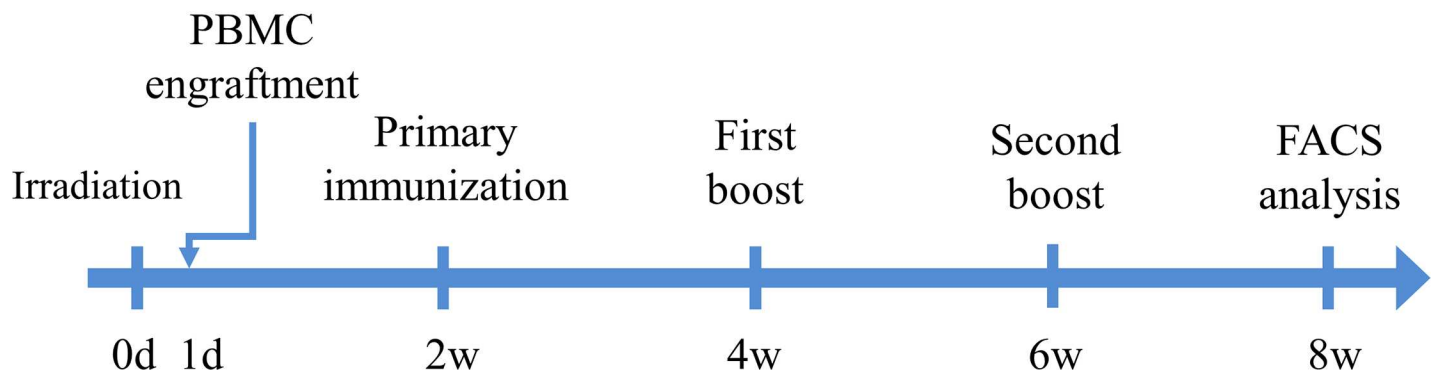 PBMC
engraftment
Irradiation
Primary
immunization
First
boost
Second
boost
FACS
analysis
0d 1d 2w 4w 6w 8w